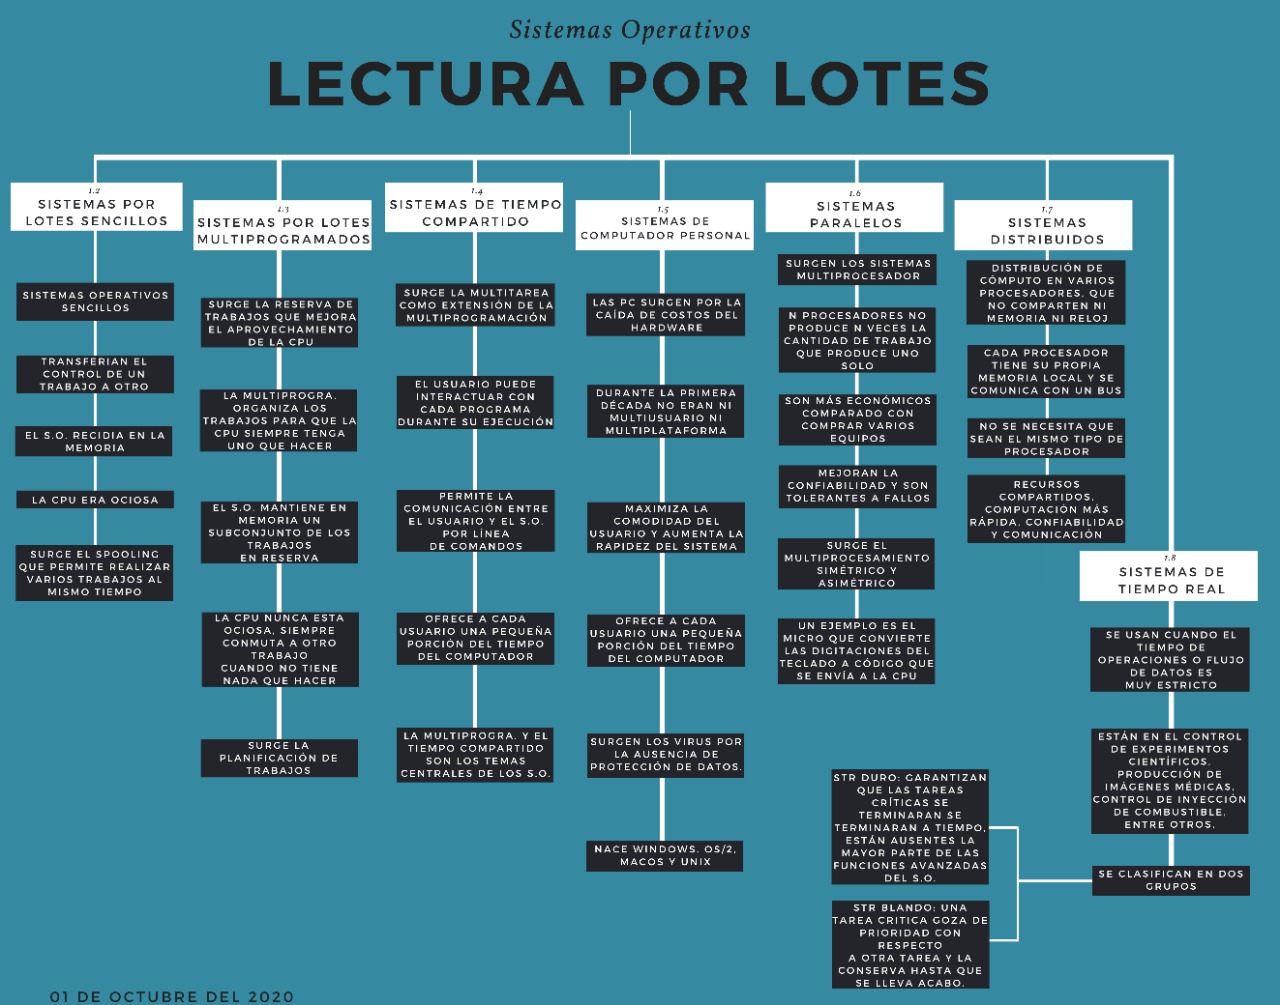 Sistemas Operativos
LECTURA POR LOTES
1.2
SISTEMAS POR
LOTES SENCILLOS
SISTEMAS OPERATIVOS
SENCILLOS
TRANSFERIAN EL
CONTROL DE UN
TRABAJO A OTRO
EL S.O. RECIDIA EN LA
MEMORIA
LA CPU ERA OCIOSA
SURGE EL SPOOLING
QUE PERMITE REALIZAR
VARIOS TRABAJOS AL
MISMO TIEMPO
1.3
SISTEMAS POR LOTES
MULTIPROGRAMADOS
SURGE LA RESERVA DE
TRABAJOS QUE MEJORA
EL APROVECHAMIENTO
DE LA CPU
LA MULTIPROGRA.
ORGANIZA LOS
TRABAJOS PARA QUE LA
CPU SIEMPRE TENGA
UNO QUE HACER
EL S.O. MANTIENE EN
MEMORIA UN
SUBCONJUNTO DE LOS
TRABAJOS
EN RESERVA
LA CPU NUNCA ESTA
OCIOSA, SIEMPRE
CONMUTA A OTRO
TRABAJO
CUANDO NO TIENE
NADA QUE HACER
SURGE LA
PLANIFICACIÓN DE
TRABAJOS
1.4
SISTEMAS DE TIEMPO
COMPARTIDO
SURGE LA MULTITAREA
COMO EXTENSIÓN DE LA
MULTIPROGRAMACIÓN
EL USUARIO PUEDE
INTERACTUAR CON
CADA PROGRAMA
DURANTE SU EJECUCIÓN
PERMITE LA
COMUNICACIÓN ENTRE
EL USUARIO Y EL S.O.
POR LÍNEA
DE COMANDOS
OFRECE A CADA
USUARIO UNA PEQUEÑA
PORCIÓN DEL TIEMPO
DEL COMPUTADOR
LA MULTIPROGRA. Y EL
TIEMPO COMPARTIDO
SON LOS TEMAS
CENTRALES DE LOS S.O.
1.5
SISTEMAS DE
COMPUTADOR PERSONAL
LAS PC SURGEN POR LA
CAÍDA DE COSTOS DEL
HARDWARE
DURANTE LA PRIMERA
DÉCADA NO ERAN NI
MULTIUSUARIO NI
MULTIPLATAFORMA
MAXIMIZA LA
COMODIDAD DEL
USUARIO Y AUMENTA LA
RAPIDEZ DEL SISTEMA
OFRECE A CADA
USUARIO UNA PEQUEÑA
PORCIÓN DEL TIEMPO
DEL COMPUTADOR
SURGEN LOS VIRUS POR
LA AUSENCIA DE
PROTECCIÓN DE DATOS.
NACE WINDOWS. OS/2,
MACOS Y UNIX
1.6
SISTEMAS
PARALELOS
SURGEN LOS SISTEMAS
MULTIPROCESADOR
N PROCESADORES NO
PRODUCE N VECES LA
CANTIDAD DE TRABAJO
QUE PRODUCE UNO
SOLO
SON MÁS ECONÓMICOS
COMPARADO CON
COMPRAR VARIOS
EQUIPOS
MEJORAN LA
CONFIABILIDAD Y SON
TOLERANTES A FALLOS
SURGE EL
MULTIPROCESAMIENTO
SIMÉTRICO Y
ASIMÉTRICO
UN EJEMPLO ES EL
MICRO QUE CONVIERTE
LAS DIGITACIONES DEL
TECLADO A CÓDIGO QUE
SE ENVÍA A LA CPU
1.7
SISTEMAS
DISTRIBUIDOS
DISTRIBUCIÓN DE
CÓMPUTO EN VARIOS
PROCESADORES, QUE
NO COMPARTEN NI
MEMORIA NI RELOJ
CADA PROCESADOR
TIENE SU PROPIA
MEMORIA LOCAL Y SE
COMUNICA CON UN BUS
NO SE NECESITA QUE
SEAN EL MISMO TIPO DE
PROCESADOR
RECURSOS
COMPARTIDOS,
COMPUTACIÓN MÁS
RÁPIDA, CONFIABILIDAD
Y COMUNICACIÓN
1.8
SISTEMAS DE
TIEMPO REAL
SE USAN CUANDO EL
TIEMPO DE
OPERACIONES O FLUJO
DE DATOS ES
MUY ESTRICTO
ESTÁN EN EL CONTROL
DE EXPERIMENTOS
CIENTÍFICOS,
PRODUCCIÓN DE
IMÁGENES MÉDICAS,
CONTROL DE INYECCIÓN
DE COMBUSTIBLE,
ENTRE OTROS.
SE CLASIFICAN EN DOS
GRUPOS
STR DURO: GARANTIZAN
QUE LAS TAREAS
CRÍTICAS SE
TERMINARAN SE
TERMINARAN A TIEMPO,
ESTÁN AUSENTES LA
MAYOR PARTE DE LAS
FUNCIONES AVANZADAS
DEL S.O.
STR BLANDO: UNA
TAREA CRITICA GOZA DE
PRIORIDAD CON
RESPECTO
A OTRA TAREA Y LA
CONSERVA HASTA QUE
SE LLEVA ACABO.
01 DE OCTUBRE DEL 2020